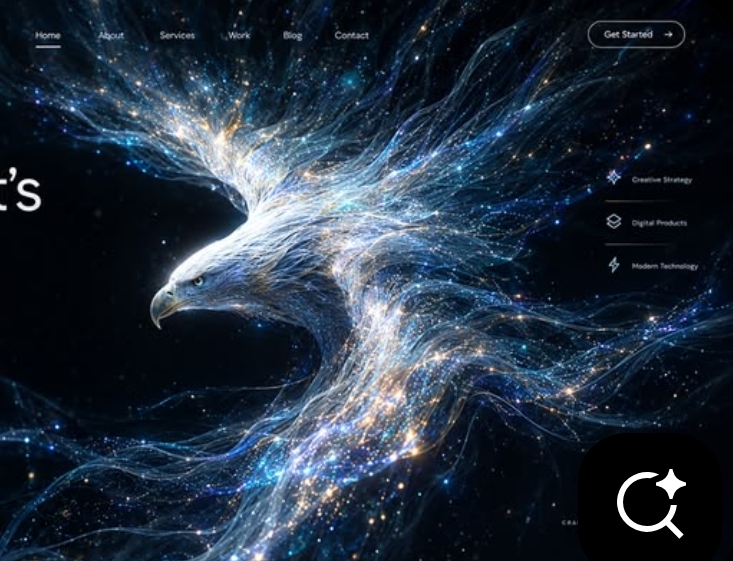 Home About Services Work Blog Contact Get Started
t's
Creative Strategy
Digital Products
Modern Technology